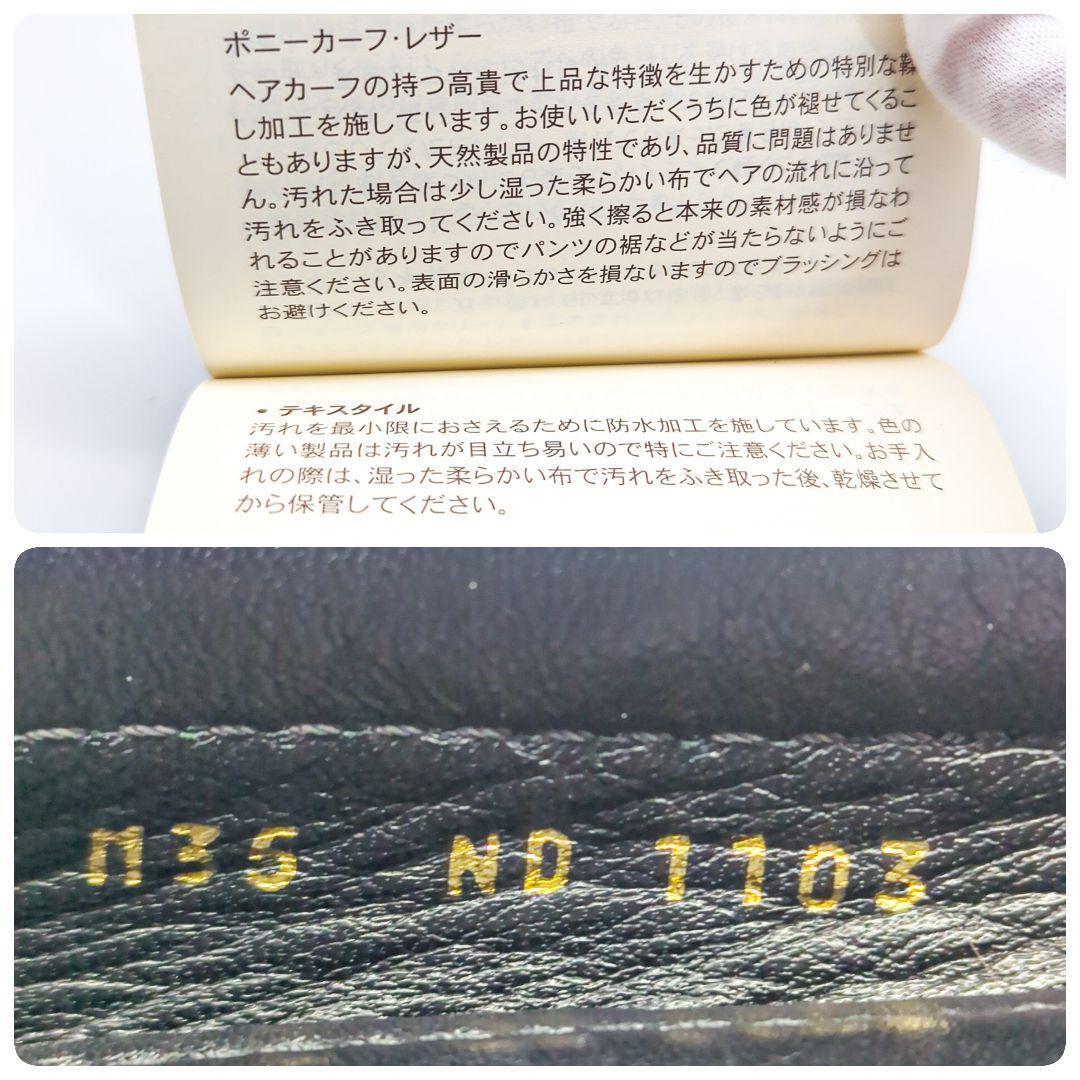 ポニーカーフ・レザー
ヘアカーフの持つ高貴で上品な特徴を生かすための特別な鞣
し加工を施しています。お使いいただくうちに色が褪せてくるこ
ともありますが、天然製品の特性であり、品質に問題はありませ
ん。汚れた場合は少し湿った柔らかい布でヘアの流れに沿って
汚れをふき取ってください。強く擦ると本来の素材感が損なわ
れることがありますのでパンツの裾などが当たらないようにご
注意ください。表面の滑らかさを損ないますのでブラッシングは
お避けください。
• テキスタイル
汚れを最小限におさえるために防水加工を施しています。色の
薄い製品は汚れが目立ち易いので特にご注意ください。お手入
れの際は、湿った柔らかい布で汚れをふき取った後、乾燥させて
から保管してください。
M35 ND 1103